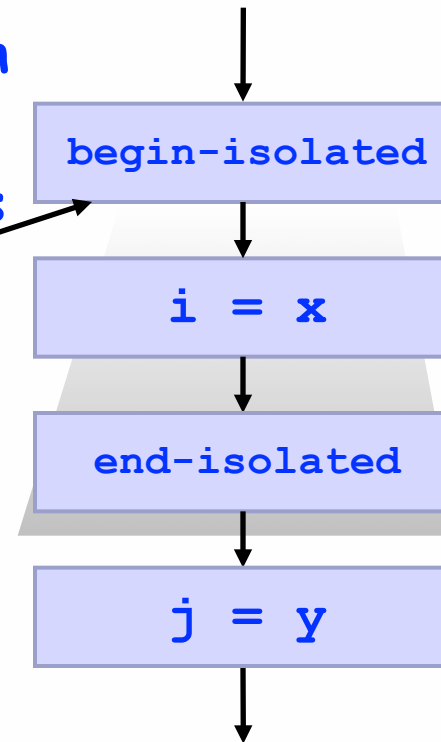 begin-isolated
i = x
end-isolated
j = y